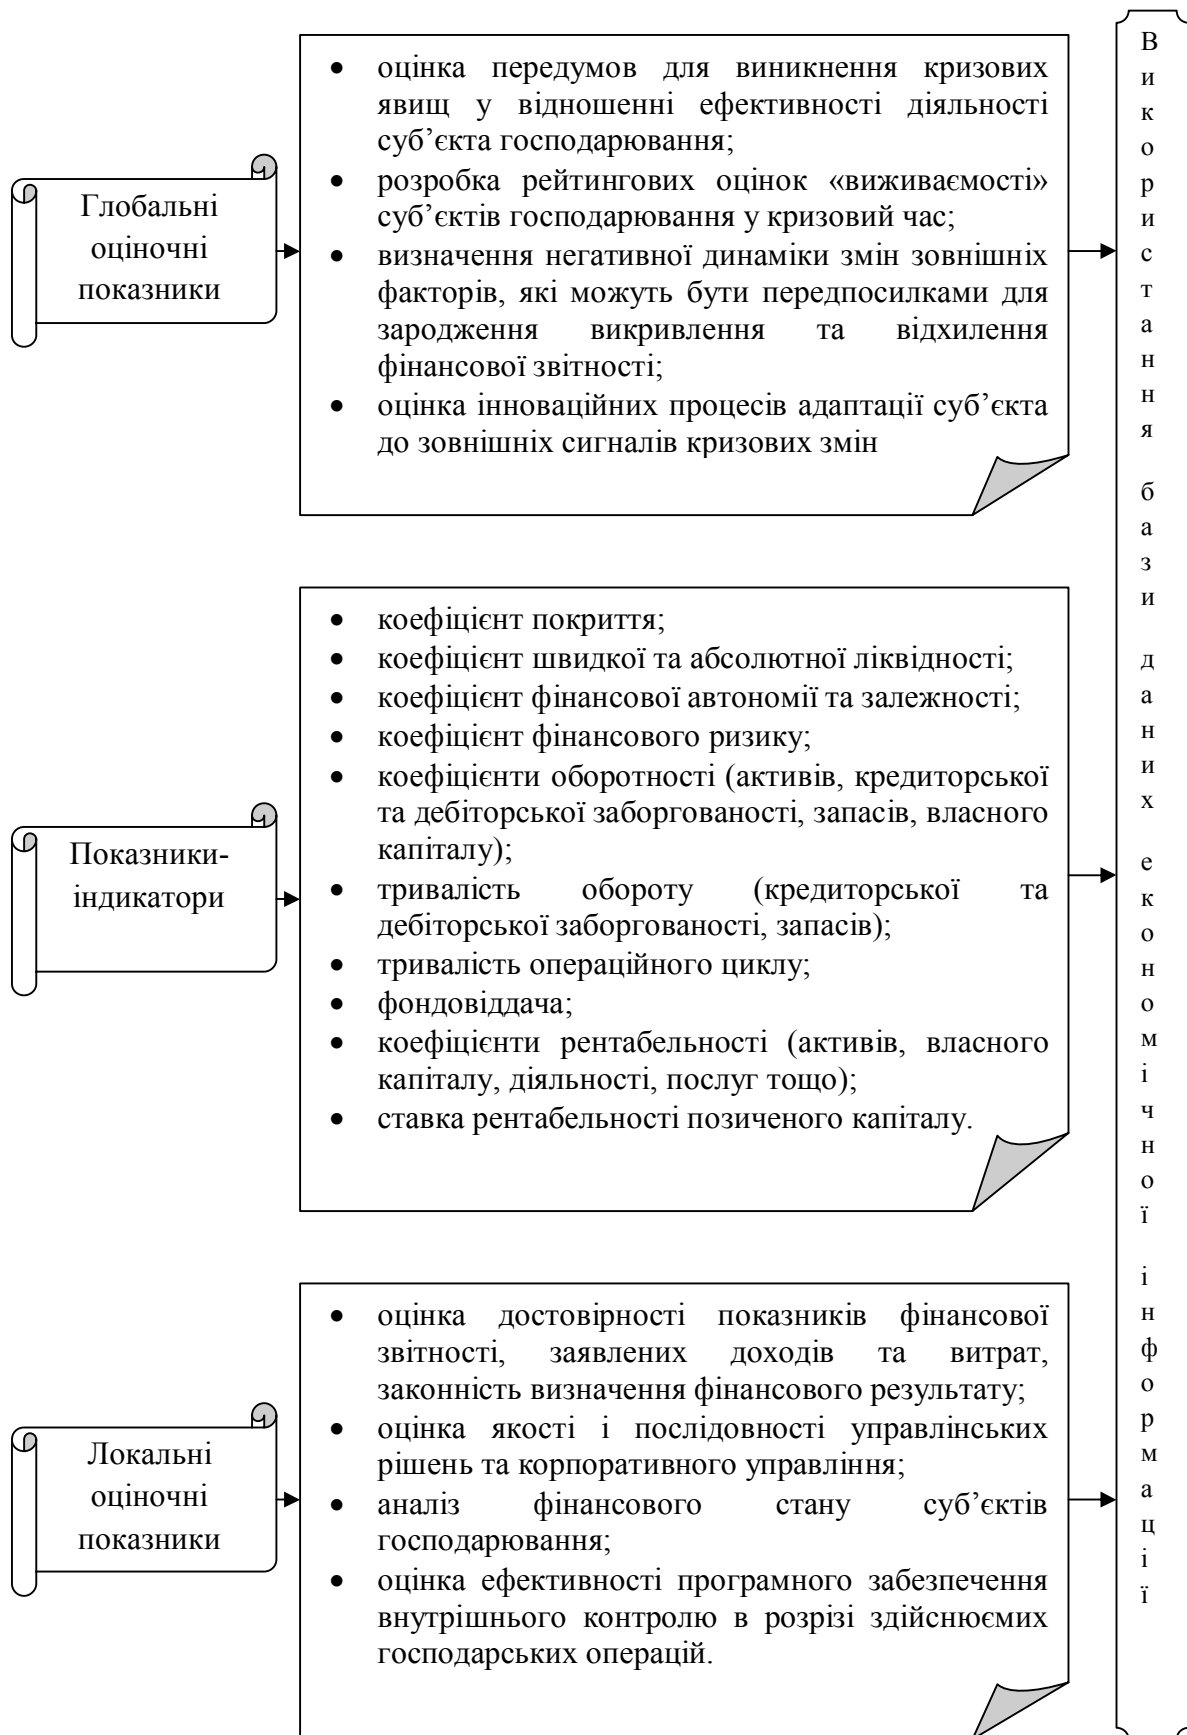 Глобальні
оціночні
показники
• оцінка передумов для виникнення кризових
явищ у відношенні ефективності діяльності
суб’єкта господарювання;
• розробка рейтингових оцінок «виживаємості»
суб’єктів господарювання у кризовий час;
• визначення негативної динаміки змін зовнішніх
факторів, які можуть бути передпосилками для
зародження викривлення та відхилення
фінансової звітності;
• оцінка інноваційних процесів адаптації суб’єкта
до зовнішніх сигналів кризових змін
Показники-
індикатори
• коефіцієнт покриття;
• коефіцієнт швидкої та абсолютної ліквідності;
• коефіцієнт фінансової автономії та залежності;
• коефіцієнт фінансового ризику;
• коефіцієнти оборотності (активів, кредиторської
та дебіторської заборгованості, запасів, власного
капіталу);
• тривалість обороту (кредиторської та
дебіторської заборгованості, запасів);
• тривалість операційного циклу;
• фондовіддача;
• коефіцієнти рентабельності (активів, власного
капіталу, діяльності, послуг тощо);
• ставка рентабельності позиченого капіталу.
Локальні
оціночні
показники
• оцінка достовірності показників фінансової
звітності, заявлених доходів та витрат,
законність визначення фінансового результату;
• оцінка якості і послідовності управлінських
рішень та корпоративного управління;
• аналіз фінансового стану суб’єктів
господарювання;
• оцінка ефективності програмного забезпечення
внутрішнього контролю в розрізі здійснюємих
господарських операцій.
Використання бази даних економічної інформації